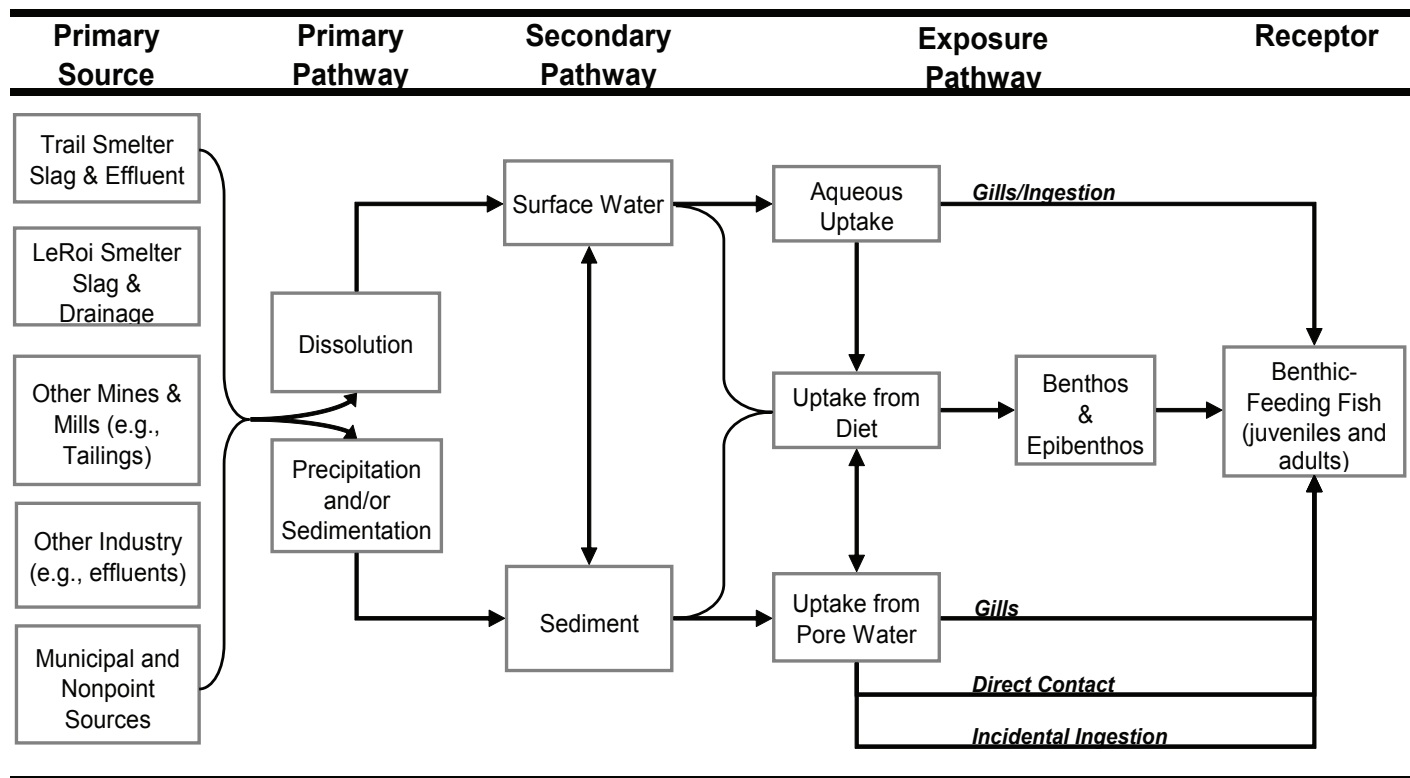 Primary
Source
Primary
Pathway
Secondary
Pathway
Exposure
Pathway
Receptor
Trail Smelter
Slag & Effluent
LeRoi Smelter
Slag &
Drainage
Other Mines &
Mills (e.g.,
Tailings)
Other Industry
(e.g., effluents)
Municipal and
Nonpoint
Sources
Dissolution
Precipitation
and/or
Sedimentation
Surface Water
Sediment
Aqueous
Uptake
Uptake from
Diet
Uptake from
Pore Water
Gills/Ingestion
Benthos
&
Epibenthos
Gills
Direct Contact
Incidental Ingestion
Benthic-
Feeding Fish
(juveniles and
adults)